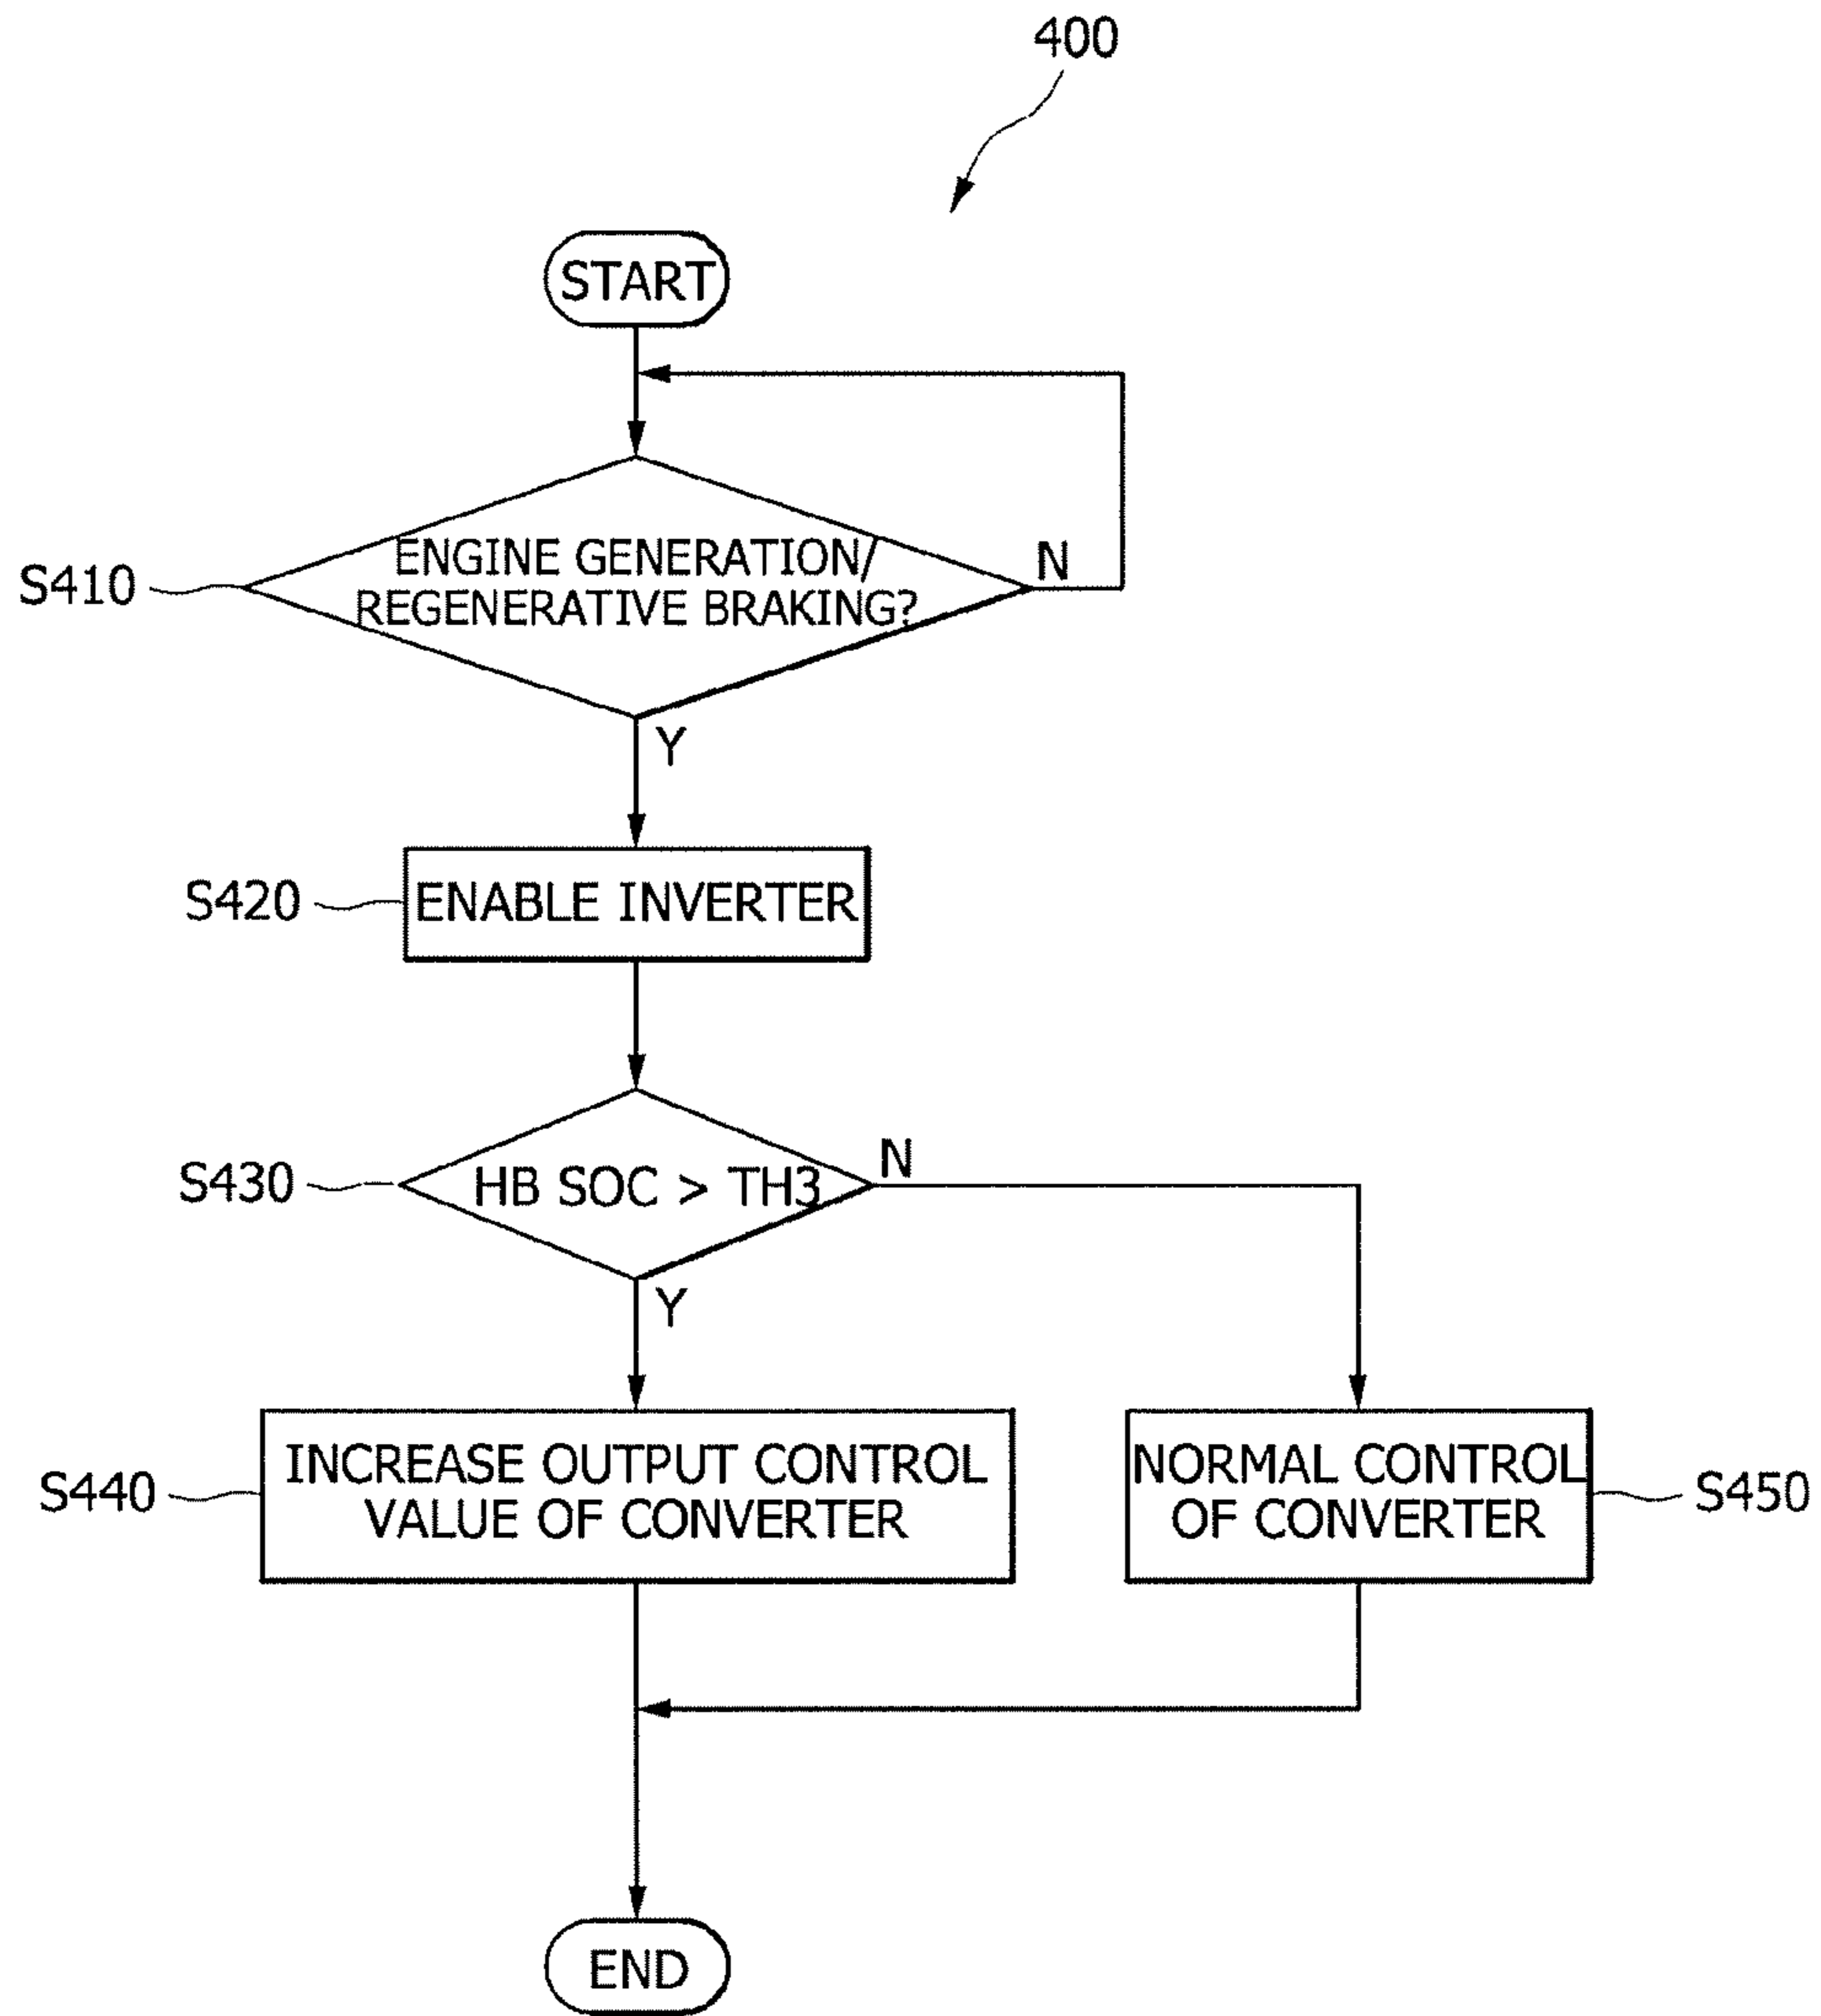 400
START
ENGINE GENERATION/
REGENERATIVE BRAKING?
N
S410
Y
S420
ENABLE INVERTER
S430
HB SOC > TH3
N
Y
S440
INCREASE OUTPUT CONTROL
VALUE OF CONVERTER
NORMAL CONTROL
OF CONVERTER
S450
END